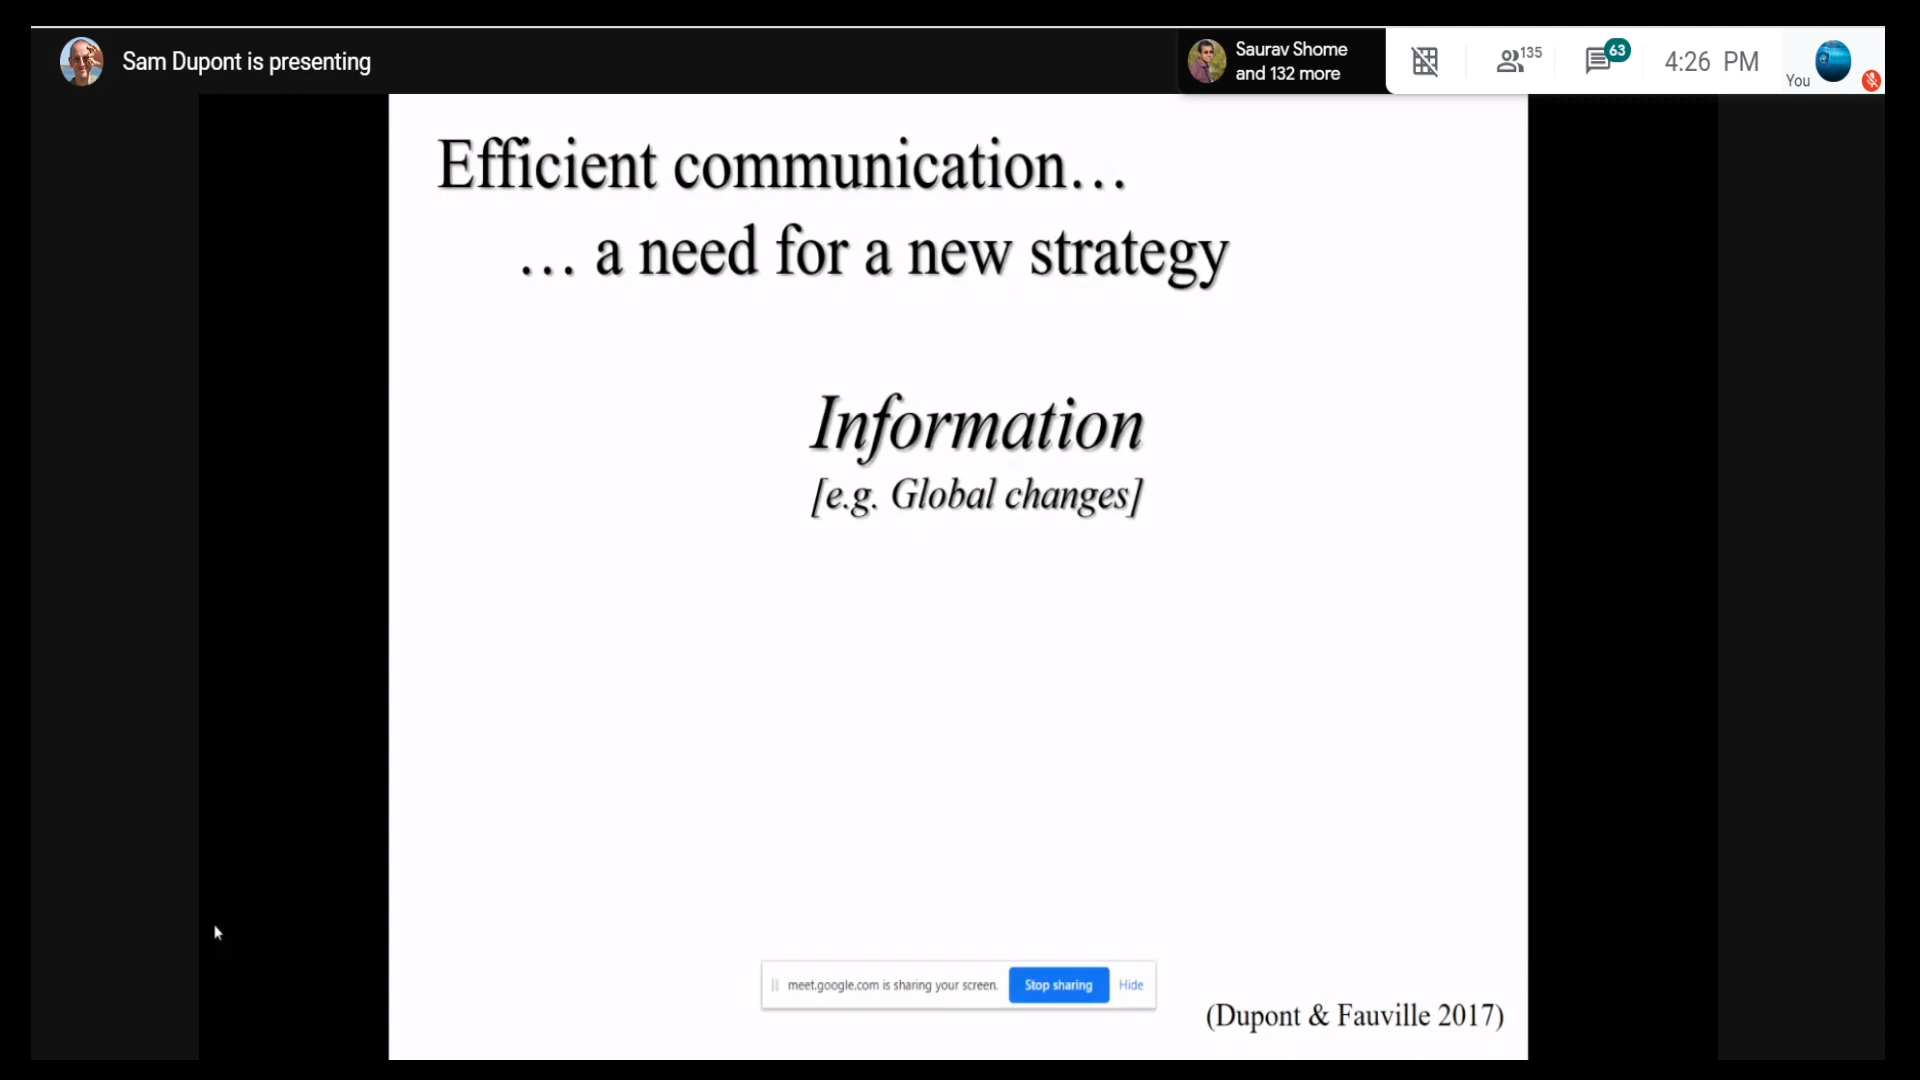 Sam Dupont is presenting
Saurav Shome
and 132 more
135
63
4:26 PM
You
Efficient communication…
… a need for a new strategy
Information
[e.g. Global changes]
meet.google.com is sharing your screen.
Stop sharing
Hide
(Dupont & Fauville 2017)